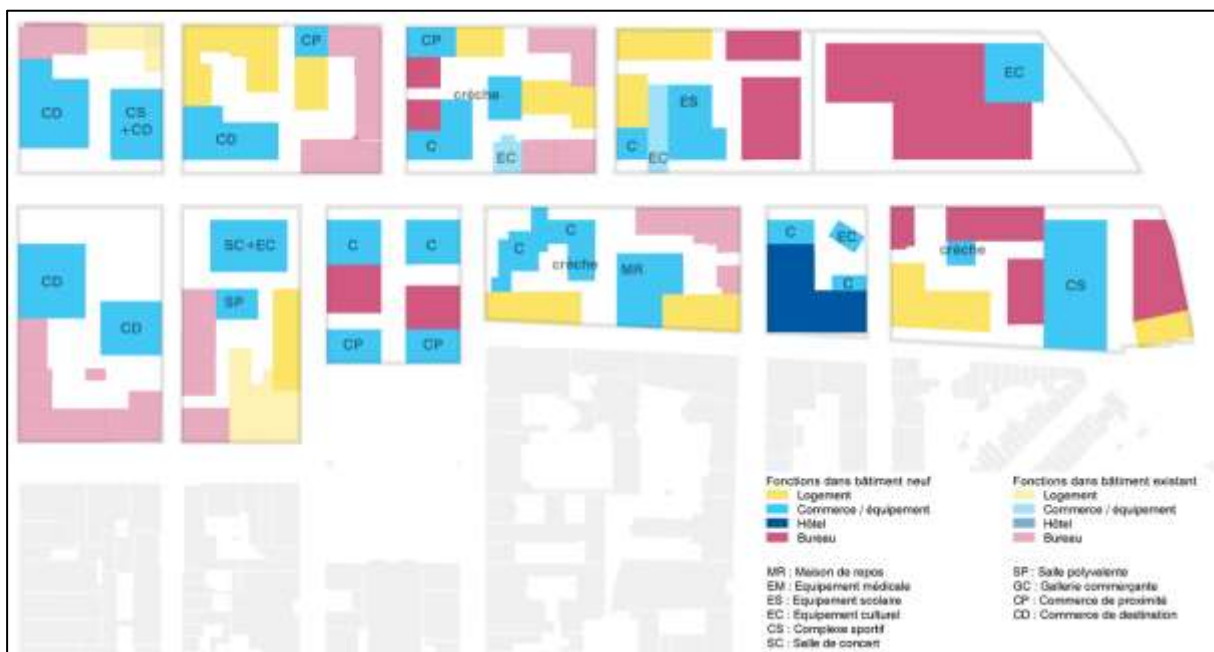 CP
CP
CD
CS
+CD
CD
crèche
C
EC
ES
C
EC
EC
CD
CD
SC+EC
SP
C
C
CP
CP
C
C
crèche
MR
C
EC
C
crèche
CS
Fonctions dans bâtiment neuf
Logement
Commerce / équipement
Hôtel
Bureau
Fonctions dans bâtiment existant
Logement
Commerce / équipement
Hôtel
Bureau
MR : Maison de repos
EM : Equipement médicale
ES : Equipement scolaire
EC : Equipement culturel
CS : Complexe sportif
SC : Salle de concert
SP : Salle polyvalente
GC : Gallerie commerçante
CP : Commerce de proximité
CD : Commerce de destination